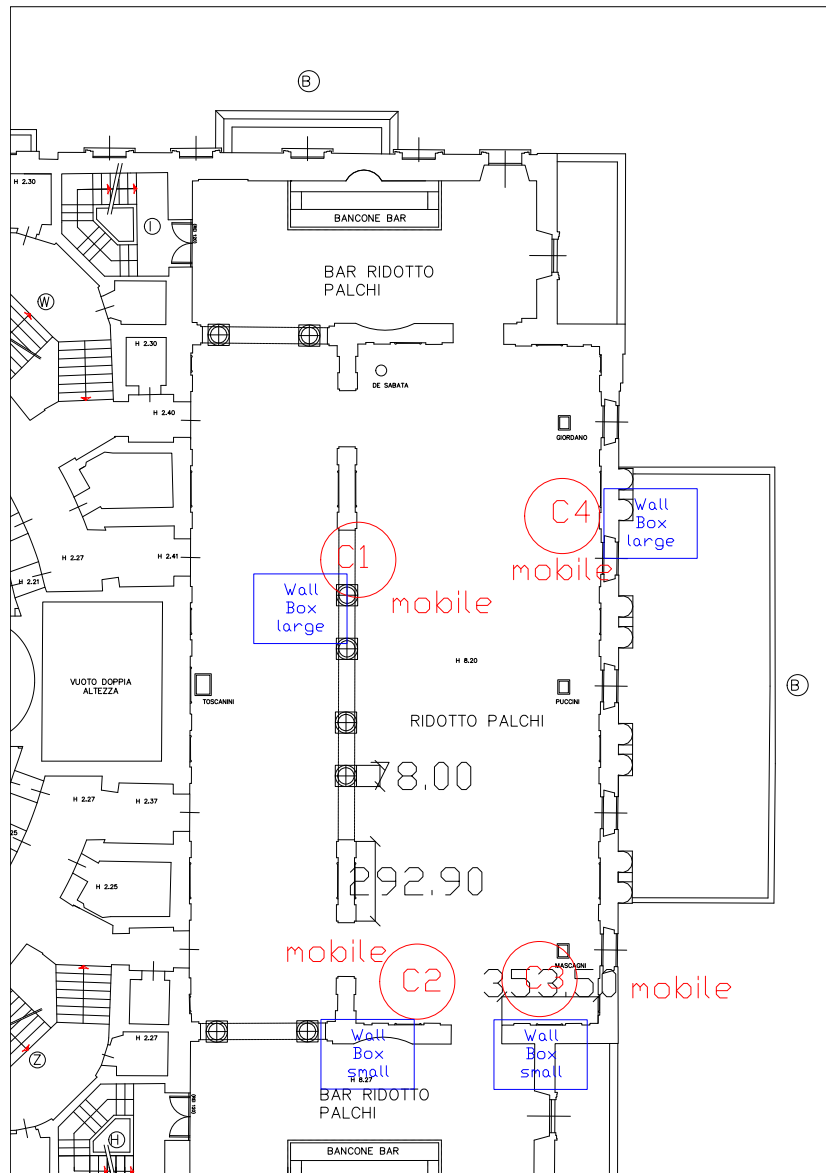 B
H 2.30
I
BANCONE BAR
BAR RIDOTTO
PALCHI
W
H 2.30
DE SABATA
H 2.40
GIORDANO
C4
Wall
Box
large
mobile
C1
H 2.27
H 2.41
H 2.21
Wall
Box
large
mobile
H 8.20
VUOTO DOPPIA
ALTEZZA
TOSCANINI
PUCCINI
B
RIDOTTO PALCHI
78.00
H 2.27
H 2.37
25
292.90
H 2.25
mobile
MASCAGNI
C2
C3
353.50
mobile
H 2.27
Z
Wall
Box
small
Wall
Box
small
H 8.27
BAR RIDOTTO
PALCHI
H
BANCONE BAR